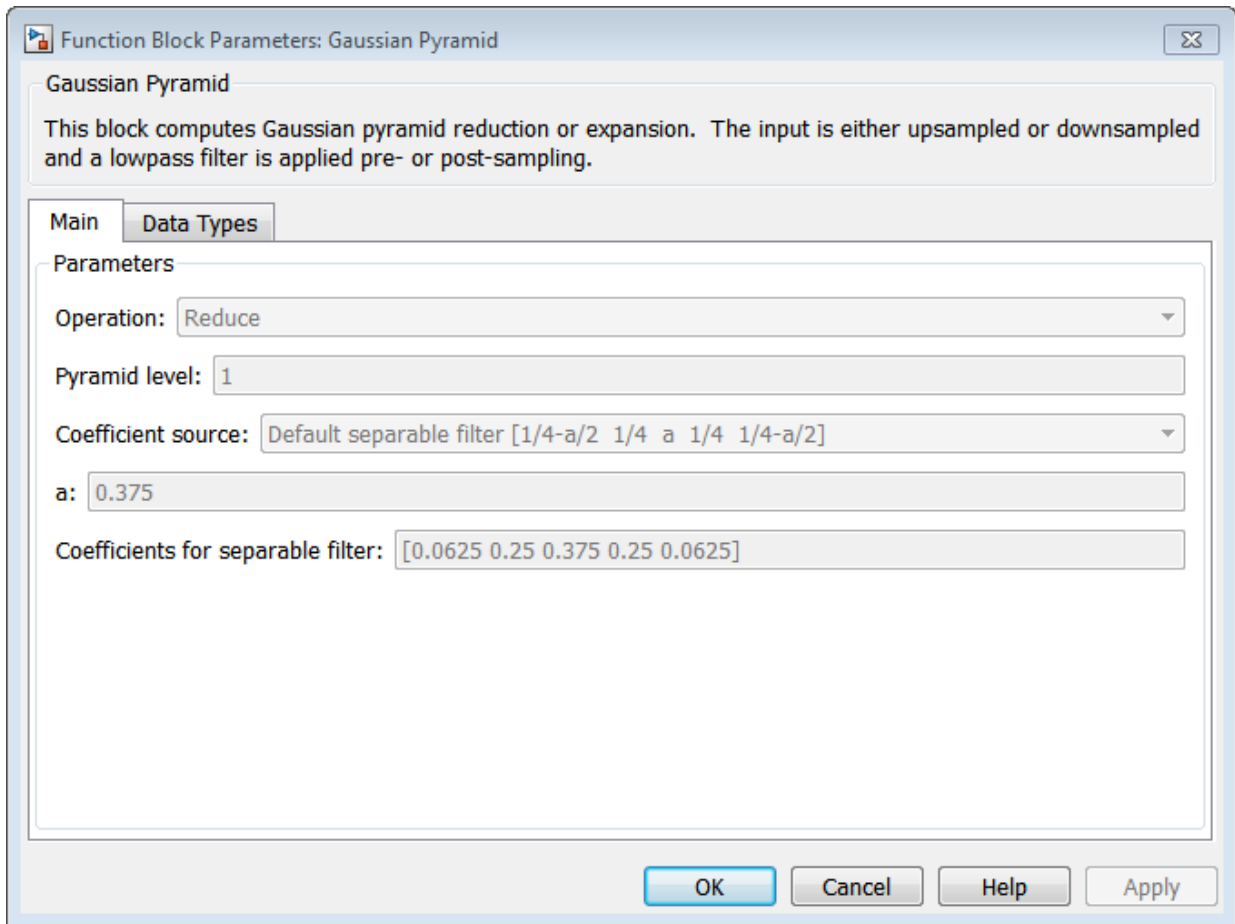 Function Block Parameters: Gaussian Pyramid
Gaussian Pyramid
This block computes Gaussian pyramid reduction or expansion.  The input is either upsampled or downsampled
and a lowpass filter is applied pre- or post-sampling.
Main Data Types
Parameters
Operation: Reduce
Pyramid level: 1
Coefficient source: Default separable filter [1/4-a/2  1/4  a  1/4  1/4-a/2]
a: 0.375
Coefficients for separable filter: [0.0625 0.25 0.375 0.25 0.0625]
OK Cancel Help Apply